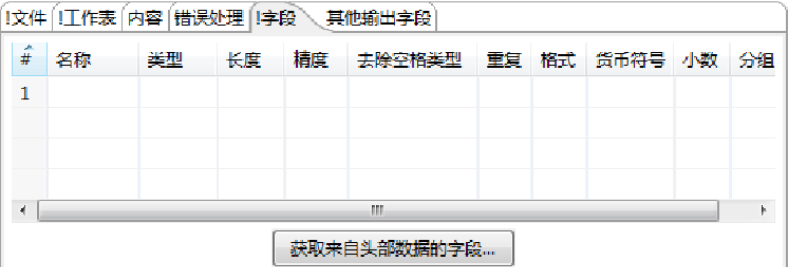 !文件 !工作表 内容 错误处理 !字段 其他输出字段
# 名称 类型 长度 精度 去除空格类型 重复 格式 货币符号 小数 分组
1
获取来自头部数据的字段...